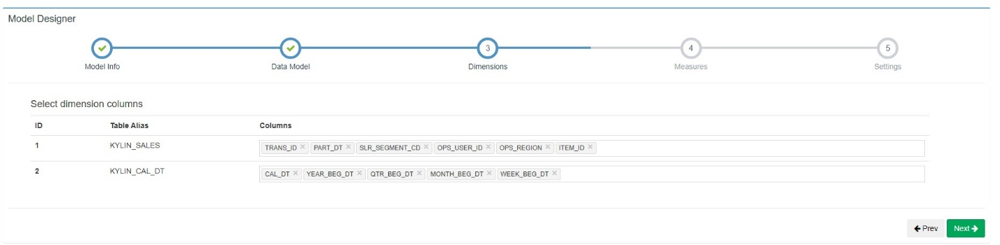 Model Designer
3 4 5
Model Info Data Model Dimensions Measures Settings
Select dimension columns
ID Table Alias Columns
1 KYLIN_SALES TRANS_ID × PART_DT × SLR_SEGMENT_CD × OPS_USER_ID × OPS_REGION × ITEM_ID ×
2 KYLIN_CAL_DT CAL_DT × YEAR_BEG_DT × QTR_BEG_DT × MONTH_BEG_DT × WEEK_BEG_DT ×
Prev Next